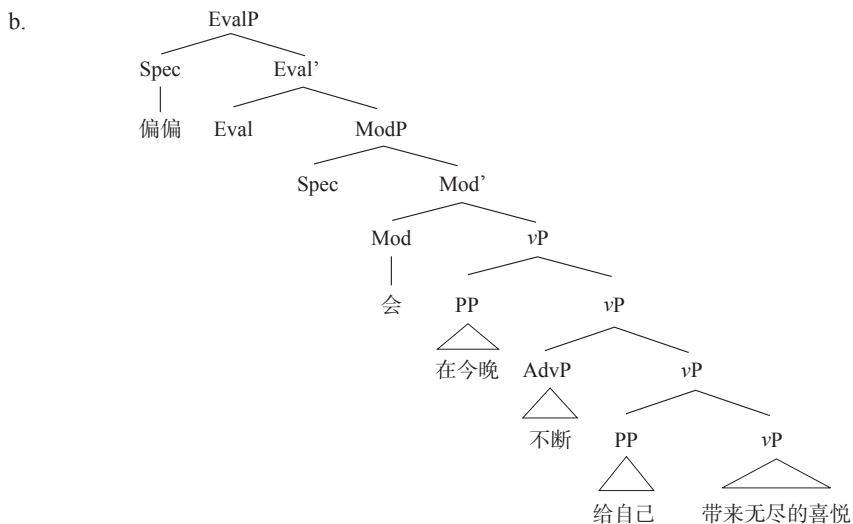 b.
EvalP
Spec Eval’
偏偏 Eval ModP
Spec Mod’
Mod vP
会 PP vP
在今晚 AdvP vP
不断 PP vP
给自己 带来无尽的喜悦